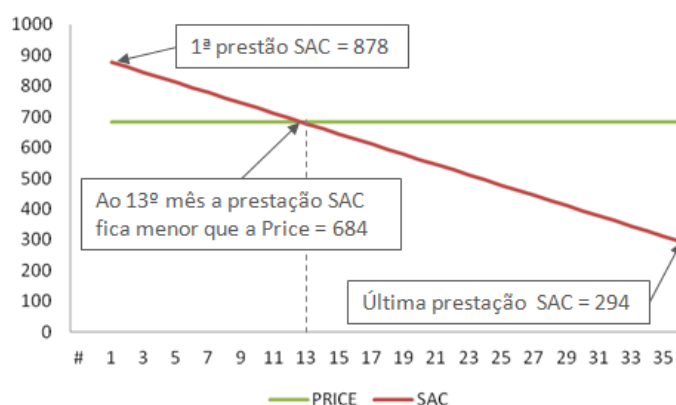 1000
900
800
700
600
500
400
300
200
100
0
1ª prestão SAC = 878
Ao 13º mês a prestação SAC
fica menor que a Price = 684
Última prestação SAC = 294
# 1 3 5 7 9 11 13 15 17 19 21 23 25 27 29 31 33 35
PRICE SAC